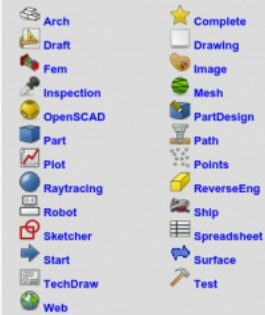 Arch
Complete
Draft
Drawing
Fem
Image
Inspection
Mesh
OpenSCAD
PartDesign
Part
Path
Plot
Points
Raytracing
ReverseEng
Robot
Ship
Sketcher
Spreadsheet
Start
Surface
TechDraw
Test
Web